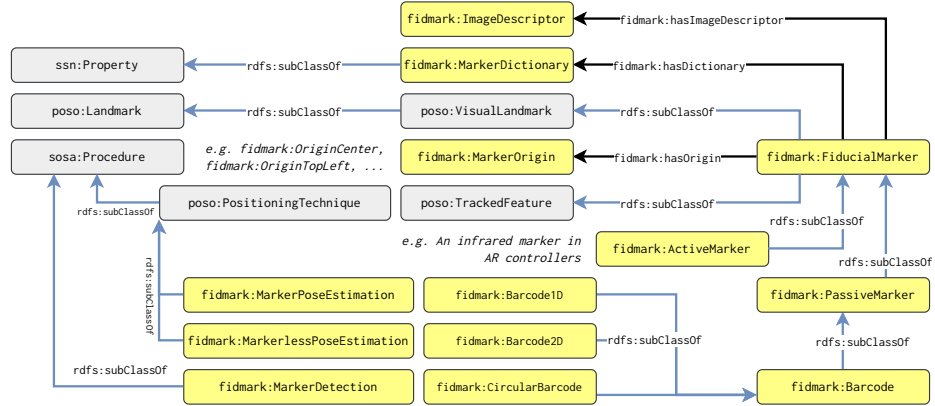 fidmark:ImageDescriptor
fidmark:hasImageDescriptor
ssn:Property
rdfs:subClassOf
fidmark:MarkerDictionary
fidmark:hasDictionary
poso:Landmark
rdfs:subClassOf
poso:VisualLandmark
rdfs:subClassOf
sosa:Procedure
e.g. fidmark:OriginCenter,
fidmark:OriginTopLeft, ...
fidmark:MarkerOrigin
fidmark:hasOrigin
fidmark:FiducialMarker
rdfs:subClassOf
poso:PositioningTechnique
poso:TrackedFeature
rdfs:subClassOf
rdfs:subClassOf
e.g. An infrared marker in
AR controllers
fidmark:ActiveMarker
rdfs:subClassOf
rdfs:subClassOf
fidmark:MarkerPoseEstimation
fidmark:Barcode1D
fidmark:PassiveMarker
fidmark:MarkerlessPoseEstimation
fidmark:Barcode2D
rdfs:subClassOf
rdfs:subClassOf
rdfs:subClassOf
fidmark:MarkerDetection
fidmark:CircularBarcode
fidmark:Barcode